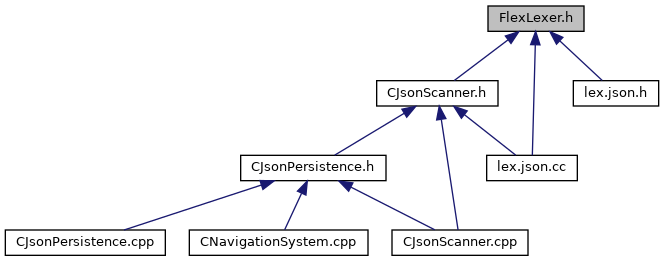 FlexLexer.h
CJsonScanner.h
lex.json.h
CJsonPersistence.h
lex.json.cc
CJsonPersistence.cpp
CNavigationSystem.cpp
CJsonScanner.cpp